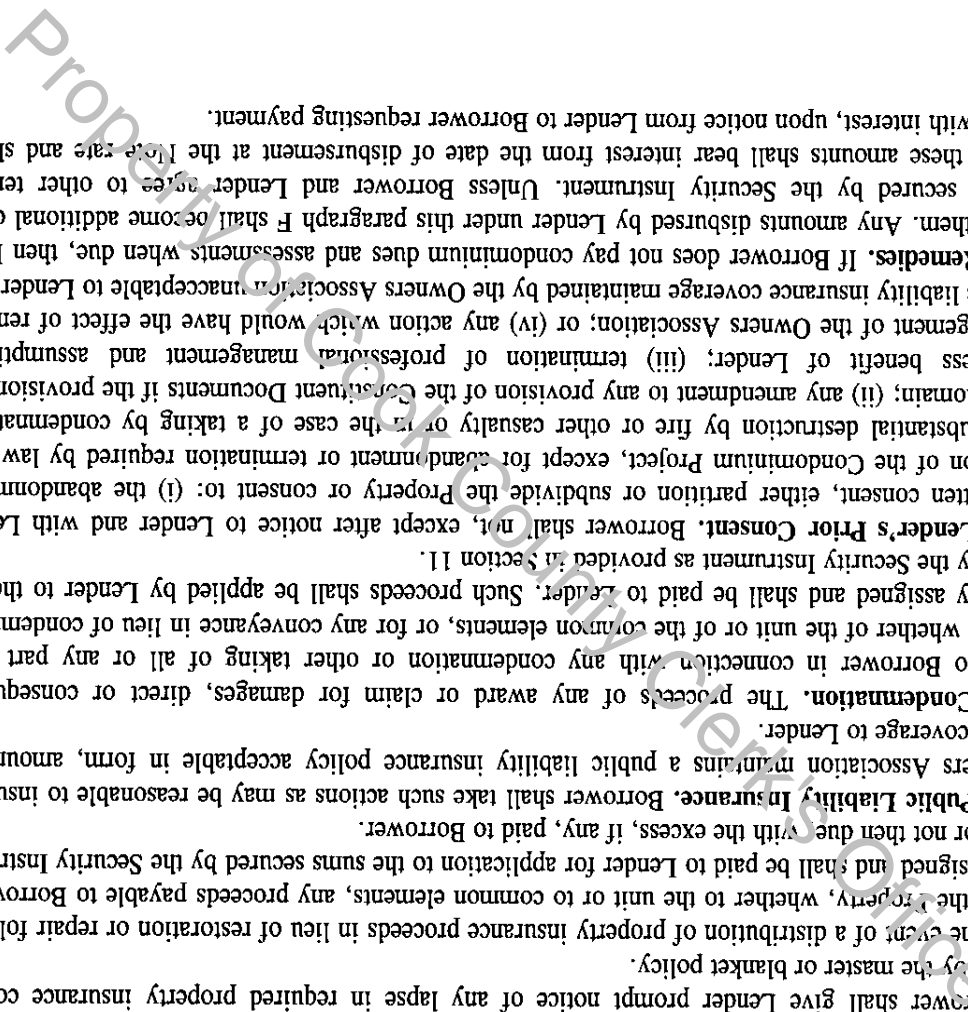 ower shall give Lender prompt notice of any lapse in required property insurance co
by the master or blanket policy.
he event of a distribution of property insurance proceeds in lieu of restoration or repair fol
the Property, whether to the unit or to common elements, any proceeds payable to Borrow
signed and shall be paid to Lender for application to the sums secured by the Security Instr
or not then due, with the excess, if any, paid to Borrower.
Public Liability Insurance. Borrower shall take such actions as may be reasonable to insu
ers Association maintains a public liability insurance policy acceptable in form, amoun
coverage to Lender.
Condemnation. The proceeds of any award or claim for damages, direct or consequ
o Borrower in connection with any condemnation or other taking of all or any part
whether of the unit or of the common elements, or for any conveyance in lieu of condemn
y assigned and shall be paid to Lender. Such proceeds shall be applied by Lender to the
y the Security Instrument as provided in Section 11.
Lender's Prior Consent. Borrower shall not, except after notice to Lender and with Le
tten consent, either partition or subdivide the Property or consent to: (i) the abandonm
on of the Condominium Project, except for abandonment or termination required by law
ubstantial destruction by fire or other casualty or in the case of a taking by condemnat
omain; (ii) any amendment to any provision of the Constituent Documents if the provision
ess benefit of Lender; (iii) termination of professional management and assumpti
gement of the Owners Association; or (iv) any action which would have the effect of ren
liability insurance coverage maintained by the Owners Association unacceptable to Lender
Remedies. If Borrower does not pay condominium dues and assessments when due, then
them. Any amounts disbursed by Lender under this paragraph F shall become additional
secured by the Security Instrument. Unless Borrower and Lender agree to other ter
these amounts shall bear interest from the date of disbursement at the Note rate and sh
with interest, upon notice from Lender to Borrower requesting payment.
Property of Cook County Clerk's Office